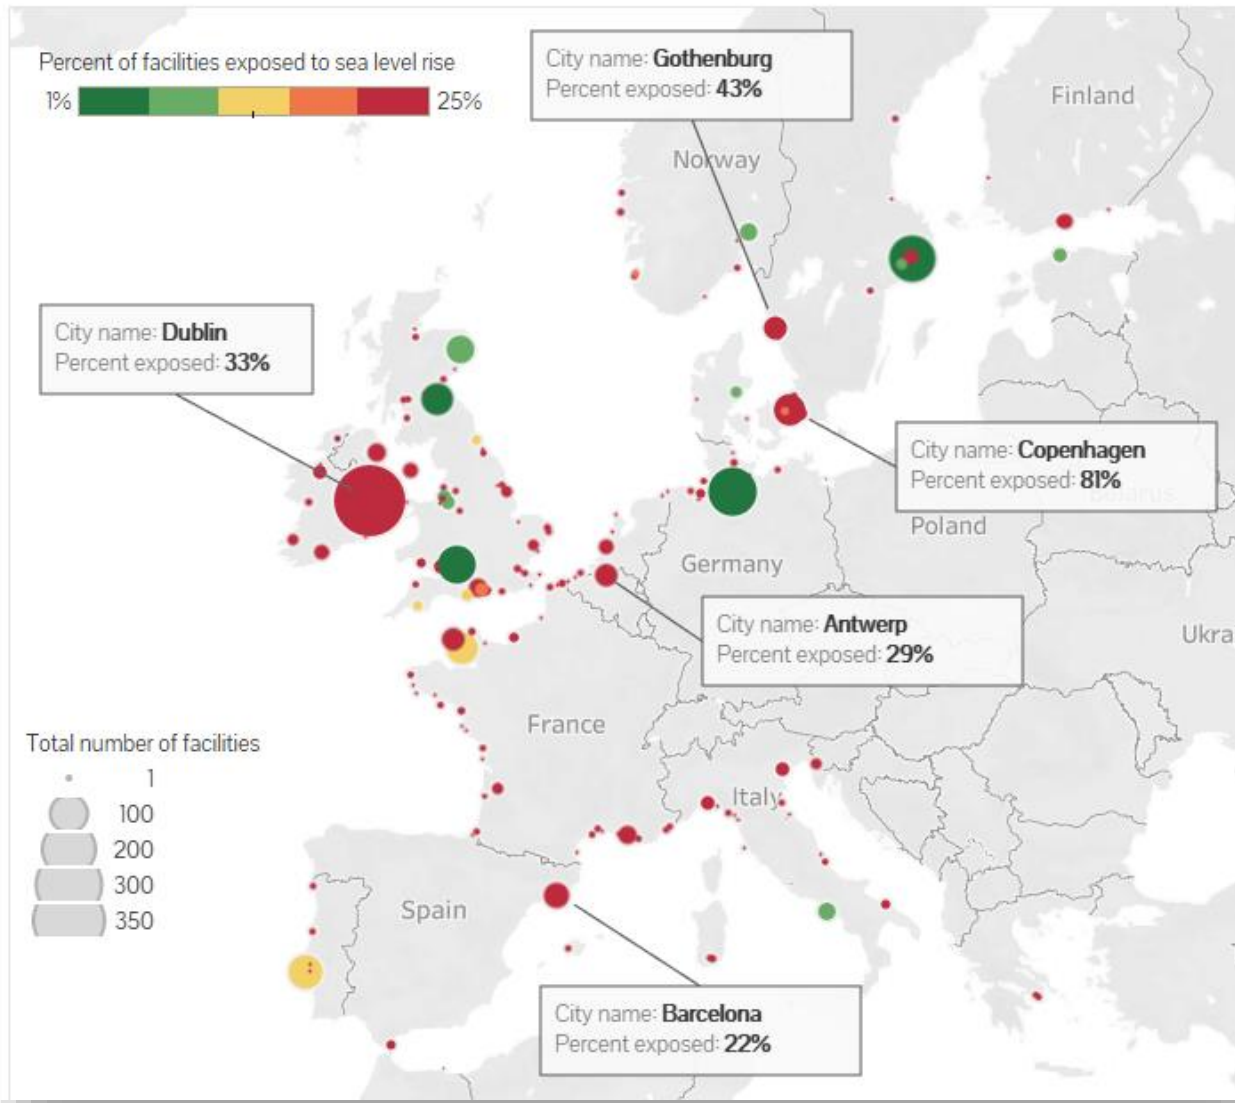 Percent of facilities exposed to sea level rise
1% 25%
City name: Gothenburg
Percent exposed: 43%
Finland
Norway
City name: Dublin
Percent exposed: 33%
City name: Copenhagen
Percent exposed: 81%
Belarus
Poland
Germany
City name: Antwerp
Percent exposed: 29%
Ukra
France
Total number of facilities
1
100
200
300
350
Italy
Spain
City name: Barcelona
Percent exposed: 22%